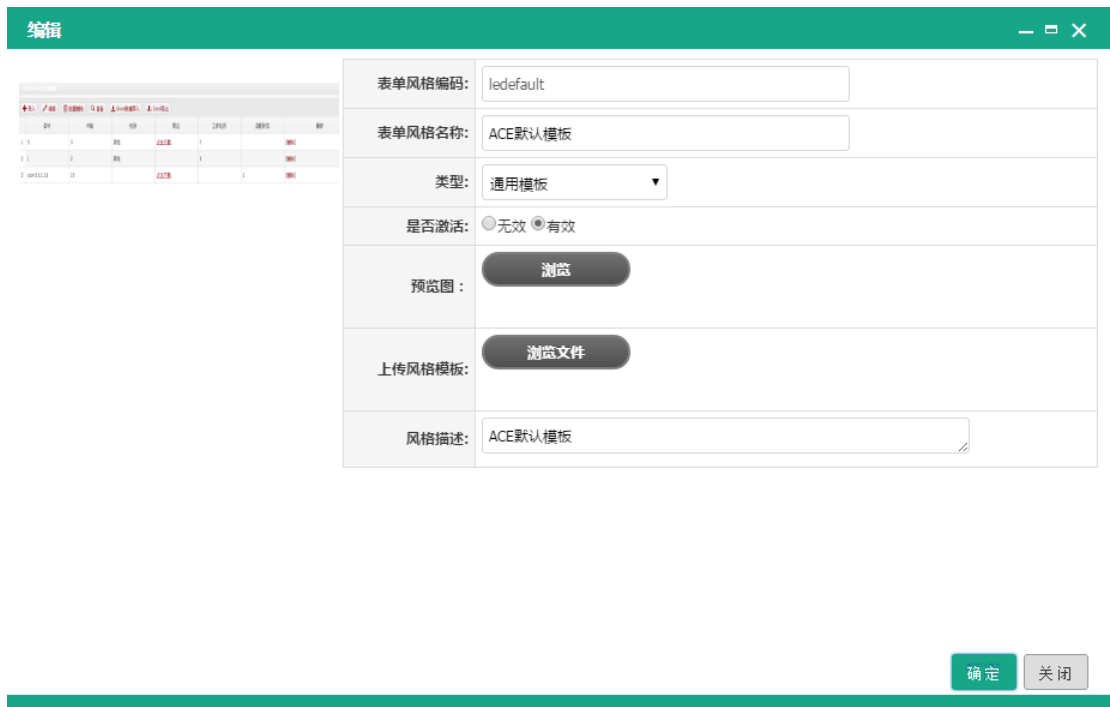 编辑
表单风格编码: ledefault
表单风格名称: ACE默认模板
类型: 通用模板
是否激活: 无效 有效
预览图： 浏览
上传风格模板: 浏览文件
风格描述: ACE默认模板
确定 关闭